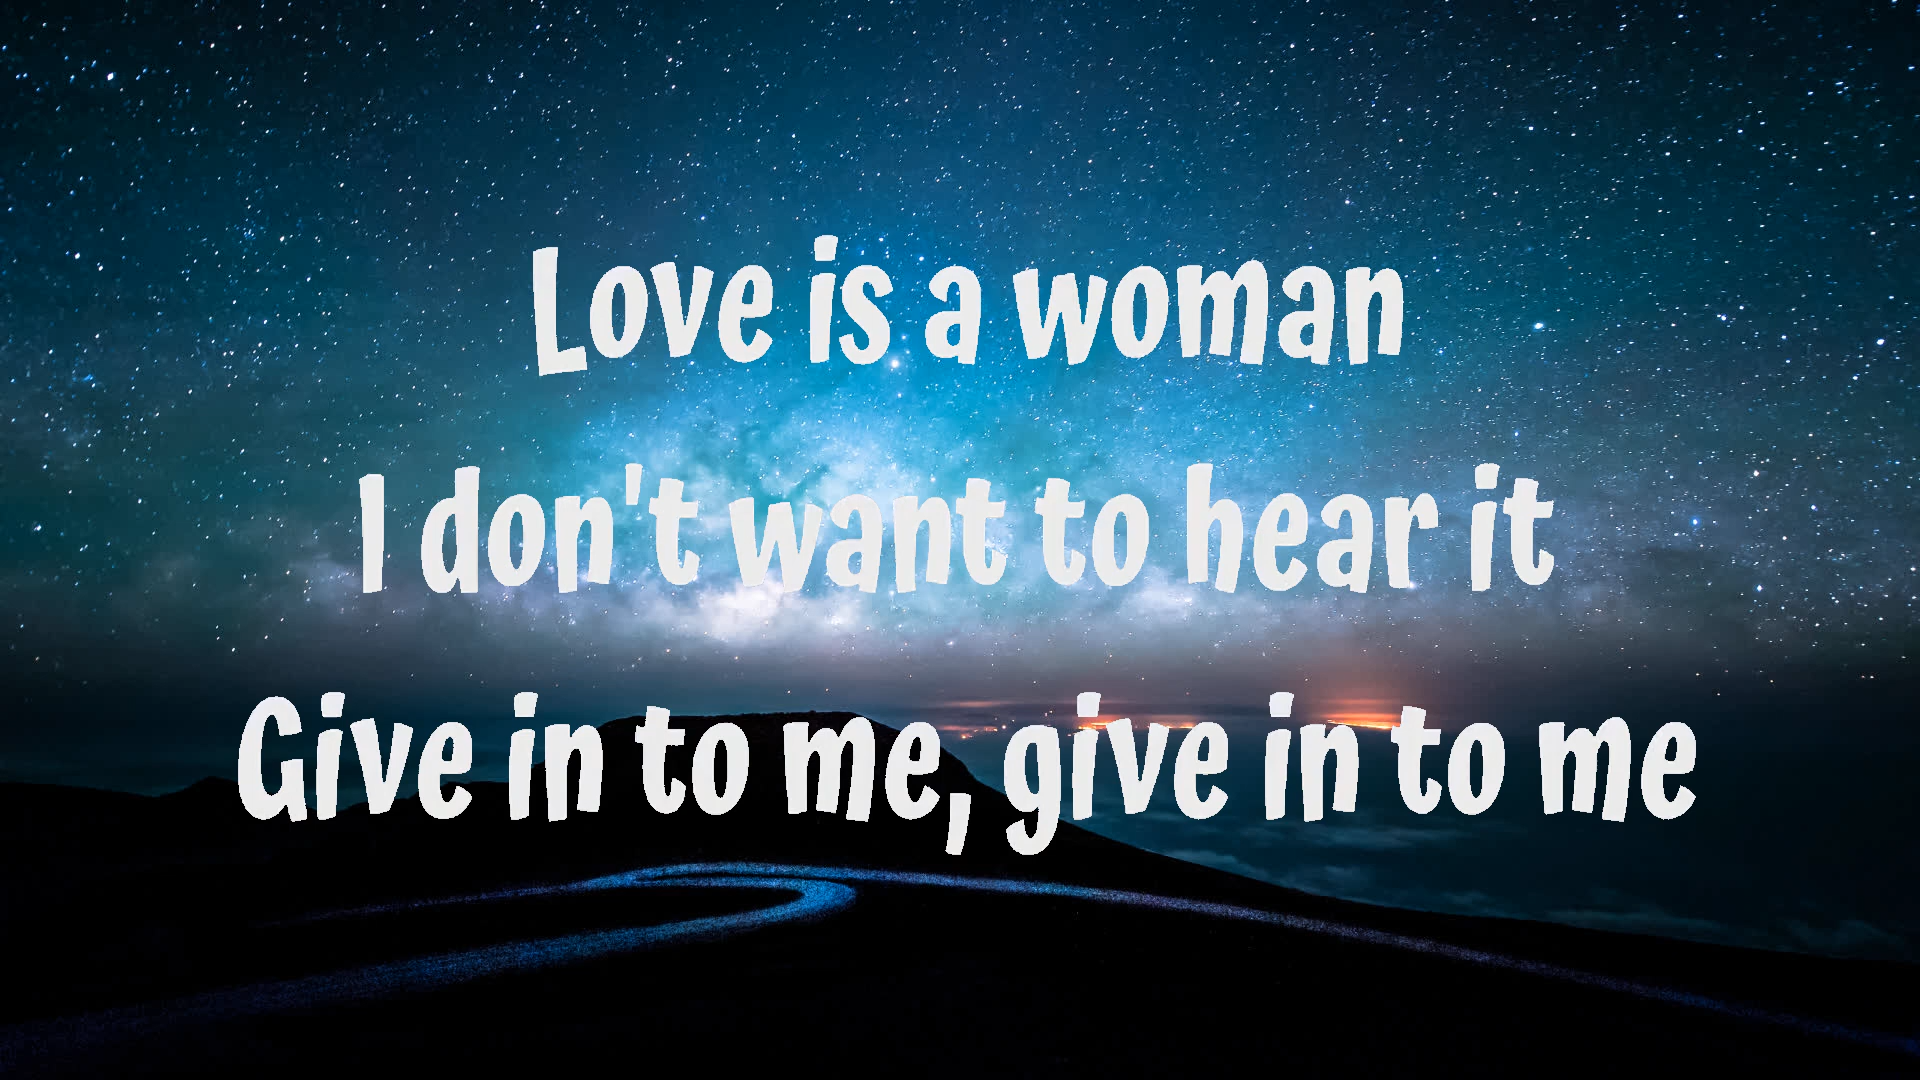 Love is a woman
I don't want to hear it
Give in to me, give in to me